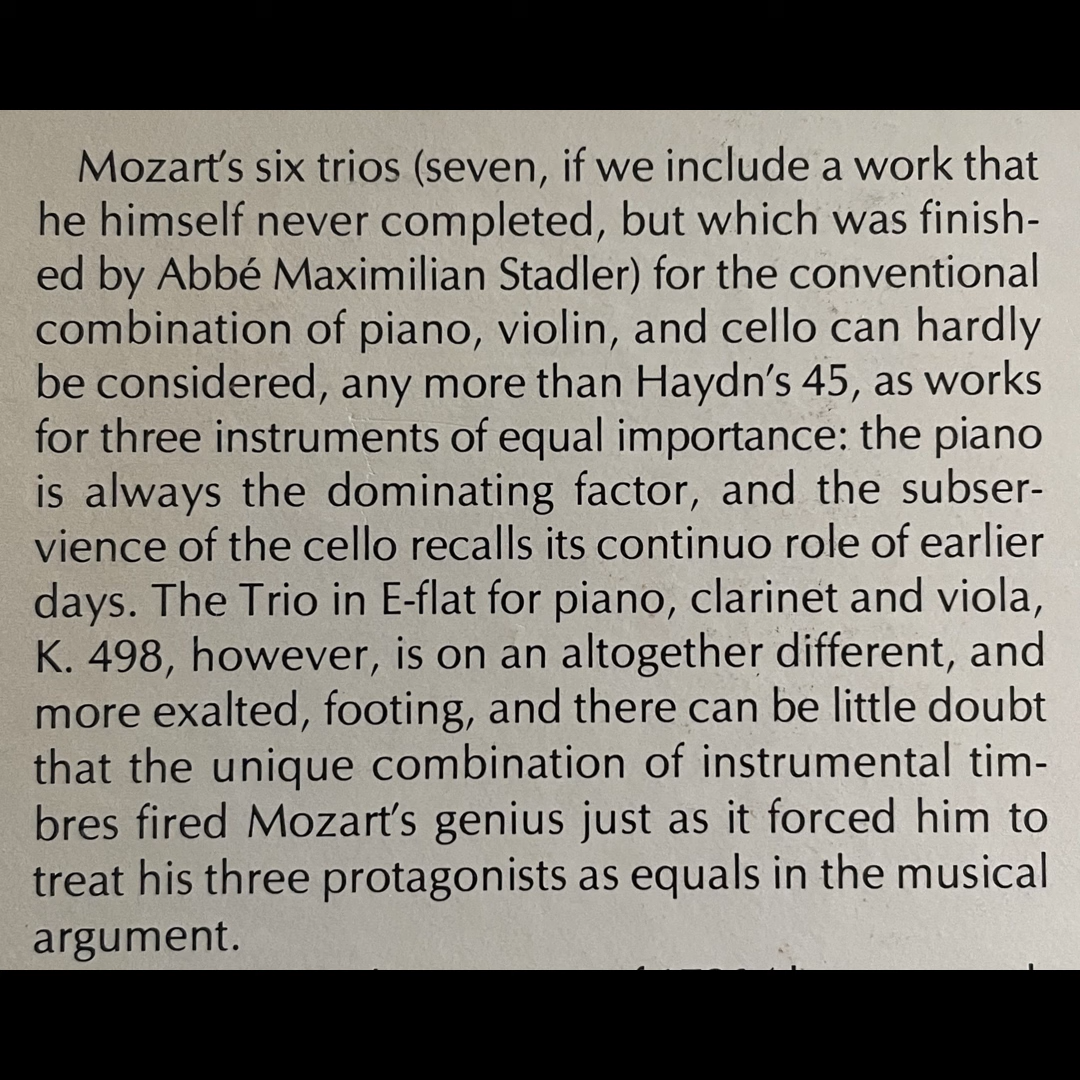 Mozart's six trios (seven, if we include a work that
he himself never completed, but which was finish-
ed by Abbé Maximilian Stadler) for the conventional
combination of piano, violin, and cello can hardly
be considered, any more than Haydn's 45, as works
for three instruments of equal importance: the piano
is always the dominating factor, and the subser-
vience of the cello recalls its continuo role of earlier
days. The Trio in E-flat for piano, clarinet and viola,
K. 498, however, is on an altogether different, and
more exalted, footing, and there can be little doubt
that the unique combination of instrumental tim-
bres fired Mozart's genius just as it forced him to
treat his three protagonists as equals in the musical
argument.